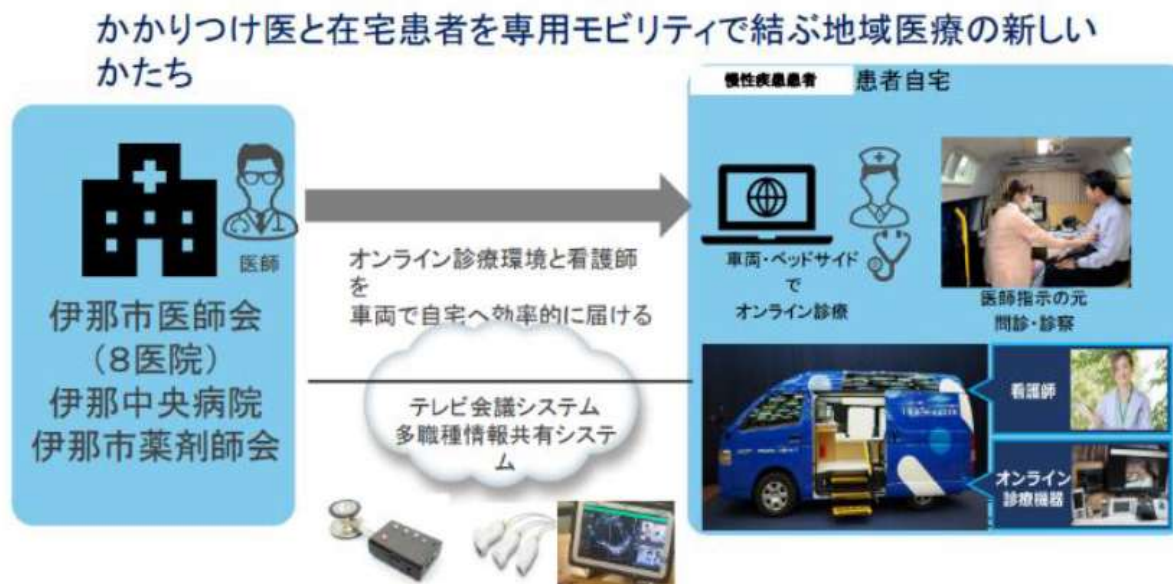 かかりつけ医と在宅患者を専用モビリティで結ぶ地域医療の新しい
かたち
医師
伊那市医師会
（８医院）
伊那中央病院
伊那市薬剤師会
オンライン診療環境と看護師
を
車両で自宅へ効率的に届ける
テレビ会議システム
多職種情報共有システ
ム
慢性疾患患者
患者自宅
車両・ベッドサイド
で
オンライン診療
医師指示の元
問診・診察
看護師
オンライン
診療機器